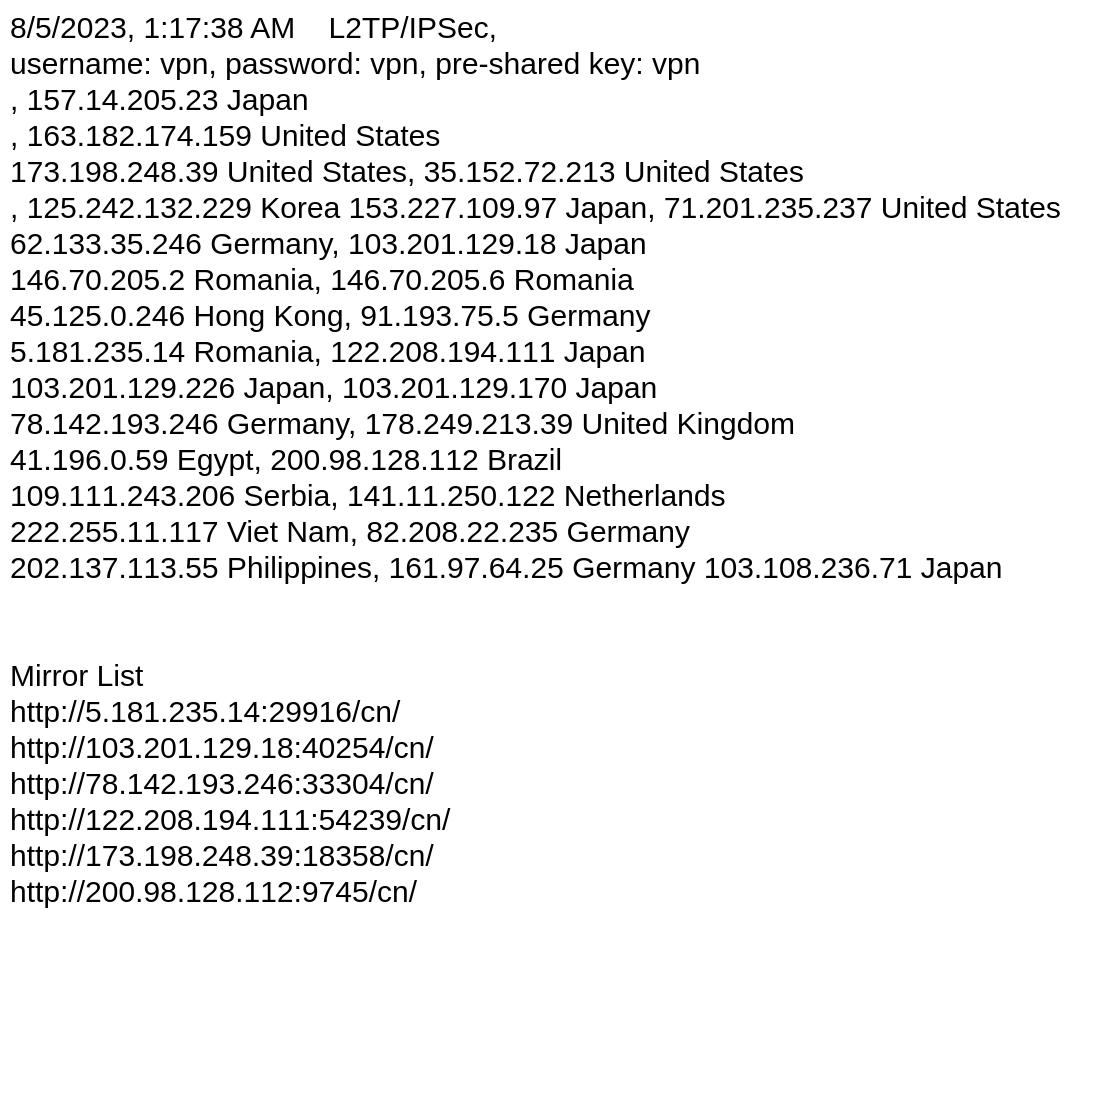 8/5/2023, 1:17:38 AM    L2TP/IPSec,
username: vpn, password: vpn, pre-shared key: vpn
, 157.14.205.23 Japan
, 163.182.174.159 United States
173.198.248.39 United States, 35.152.72.213 United States
, 125.242.132.229 Korea 153.227.109.97 Japan, 71.201.235.237 United States
62.133.35.246 Germany, 103.201.129.18 Japan
146.70.205.2 Romania, 146.70.205.6 Romania
45.125.0.246 Hong Kong, 91.193.75.5 Germany
5.181.235.14 Romania, 122.208.194.111 Japan
103.201.129.226 Japan, 103.201.129.170 Japan
78.142.193.246 Germany, 178.249.213.39 United Kingdom
41.196.0.59 Egypt, 200.98.128.112 Brazil
109.111.243.206 Serbia, 141.11.250.122 Netherlands
222.255.11.117 Viet Nam, 82.208.22.235 Germany
202.137.113.55 Philippines, 161.97.64.25 Germany 103.108.236.71 Japan
Mirror List
http://5.181.235.14:29916/cn/
http://103.201.129.18:40254/cn/
http://78.142.193.246:33304/cn/
http://122.208.194.111:54239/cn/
http://173.198.248.39:18358/cn/
http://200.98.128.112:9745/cn/